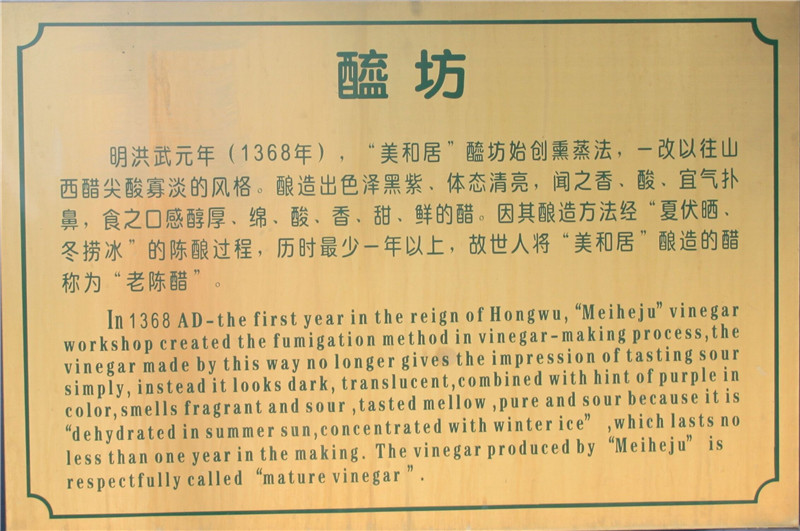 醯坊
明洪武元年（1368年），“美和居”醯坊始创熏蒸法，一改以往山
西醋尖酸寡淡的风格。酿造出色泽黑紫、体态清亮，闻之香、酸、宜气扑
鼻，食之口感醇厚、绵、酸、香、甜、鲜的醋。因其酿造方法经“夏伏晒、
冬捞冰”的陈酿过程，历时最少一年以上，故世人将“美和居”酿造的醋
称为“老陈醋”。
In 1368 AD-the first year in the reign of Hongwu,“Meiheju”vinegar
workshop created the fumigation method in vinegar-making process,the
vinegar made by this way no longer gives the impression of tasting sour
simply, instead it looks dark, translucent,combined with hint of purple in
color,smells fragrant and sour ,tasted mellow ,pure and sour because it is
“dehydrated in summer sun,concentrated with winter ice” ,which lasts no
less than one year in the making. The vinegar produced by “Meiheju” is
respectfully called “mature vinegar ”.